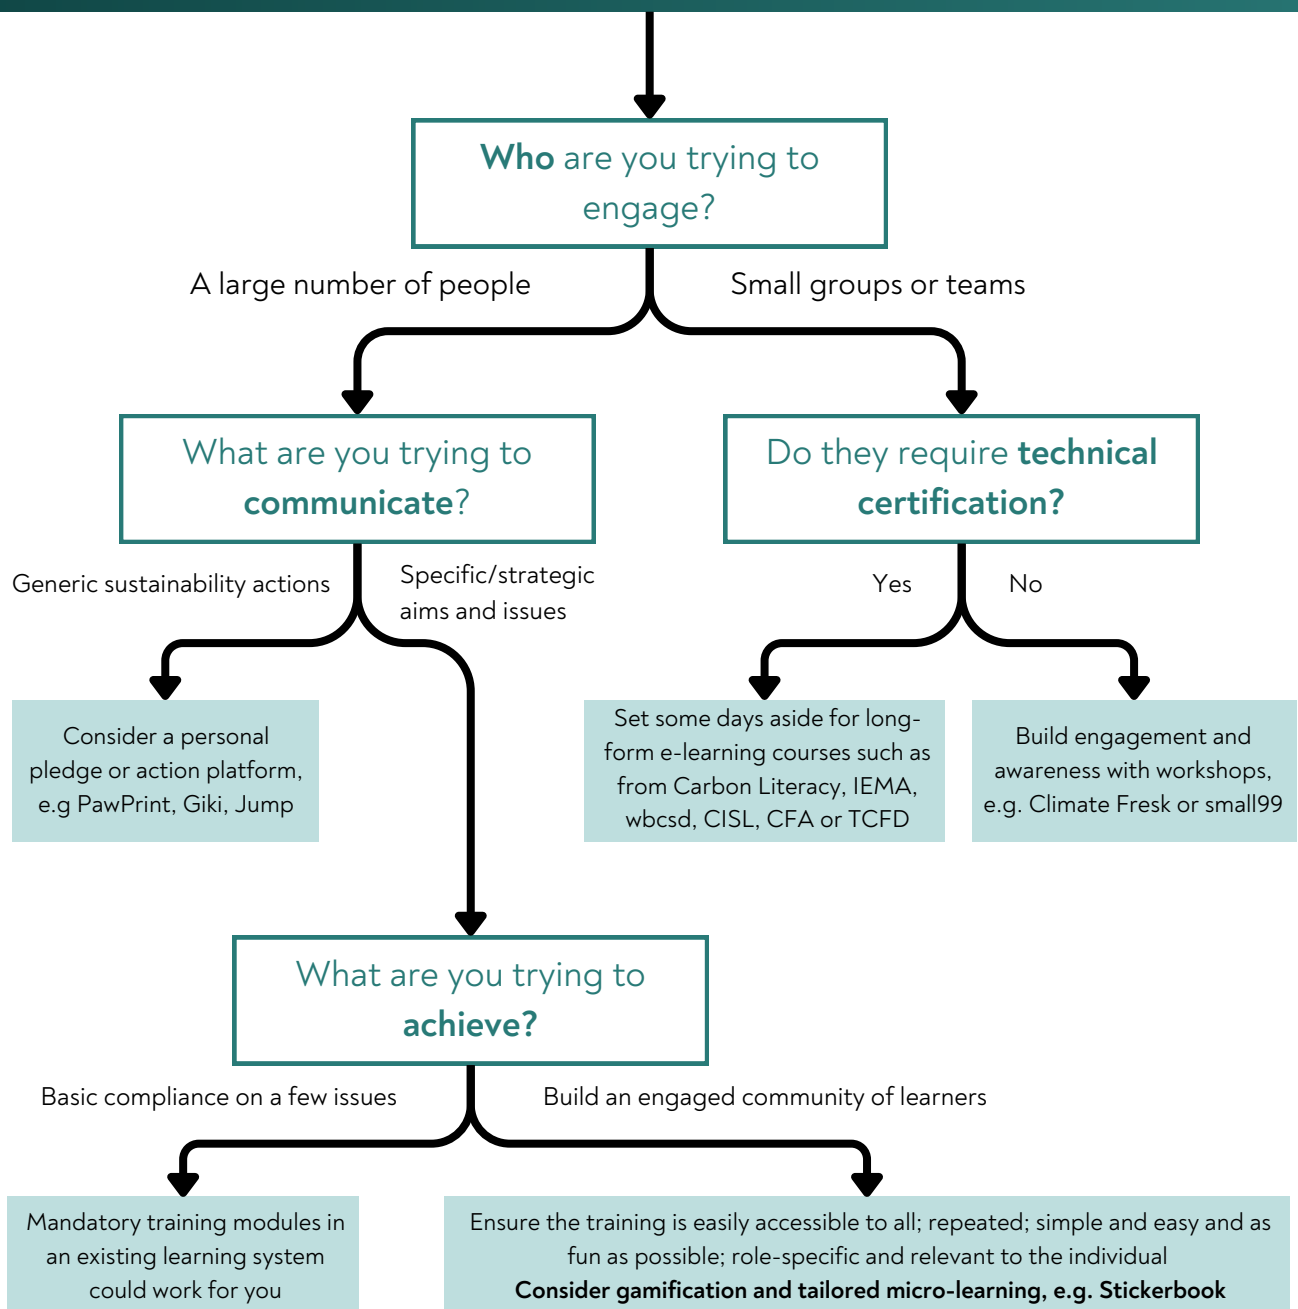 Who are you trying to
engage?
A large number of people
Small groups or teams
What are you trying to
communicate?
Do they require technical
certification?
Generic sustainability actions
Specific/strategic
aims and issues
Yes
No
Consider a personal
pledge or action platform,
e.g PawPrint, Giki, Jump
Set some days aside for long-
form e-learning courses such as
from Carbon Literacy, IEMA,
wbcsd, CISL, CFA or TCFD
Build engagement and
awareness with workshops,
e.g. Climate Fresk or small99
What are you trying to
achieve?
Basic compliance on a few issues
Build an engaged community of learners
Mandatory training modules in
an existing learning system
could work for you
Ensure the training is easily accessible to all; repeated; simple and easy and as
fun as possible; role-specific and relevant to the individual
Consider gamification and tailored micro-learning, e.g. Stickerbook